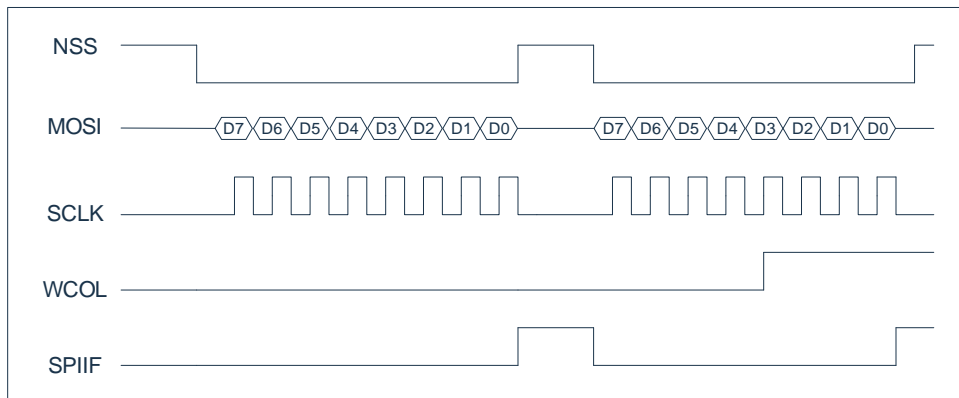 NSS
MOSI D7 D6 D5 D4 D3 D2 D1 D0 D7 D6 D5 D4 D3 D2 D1 D0
SCLK
WCOL
SPIIF